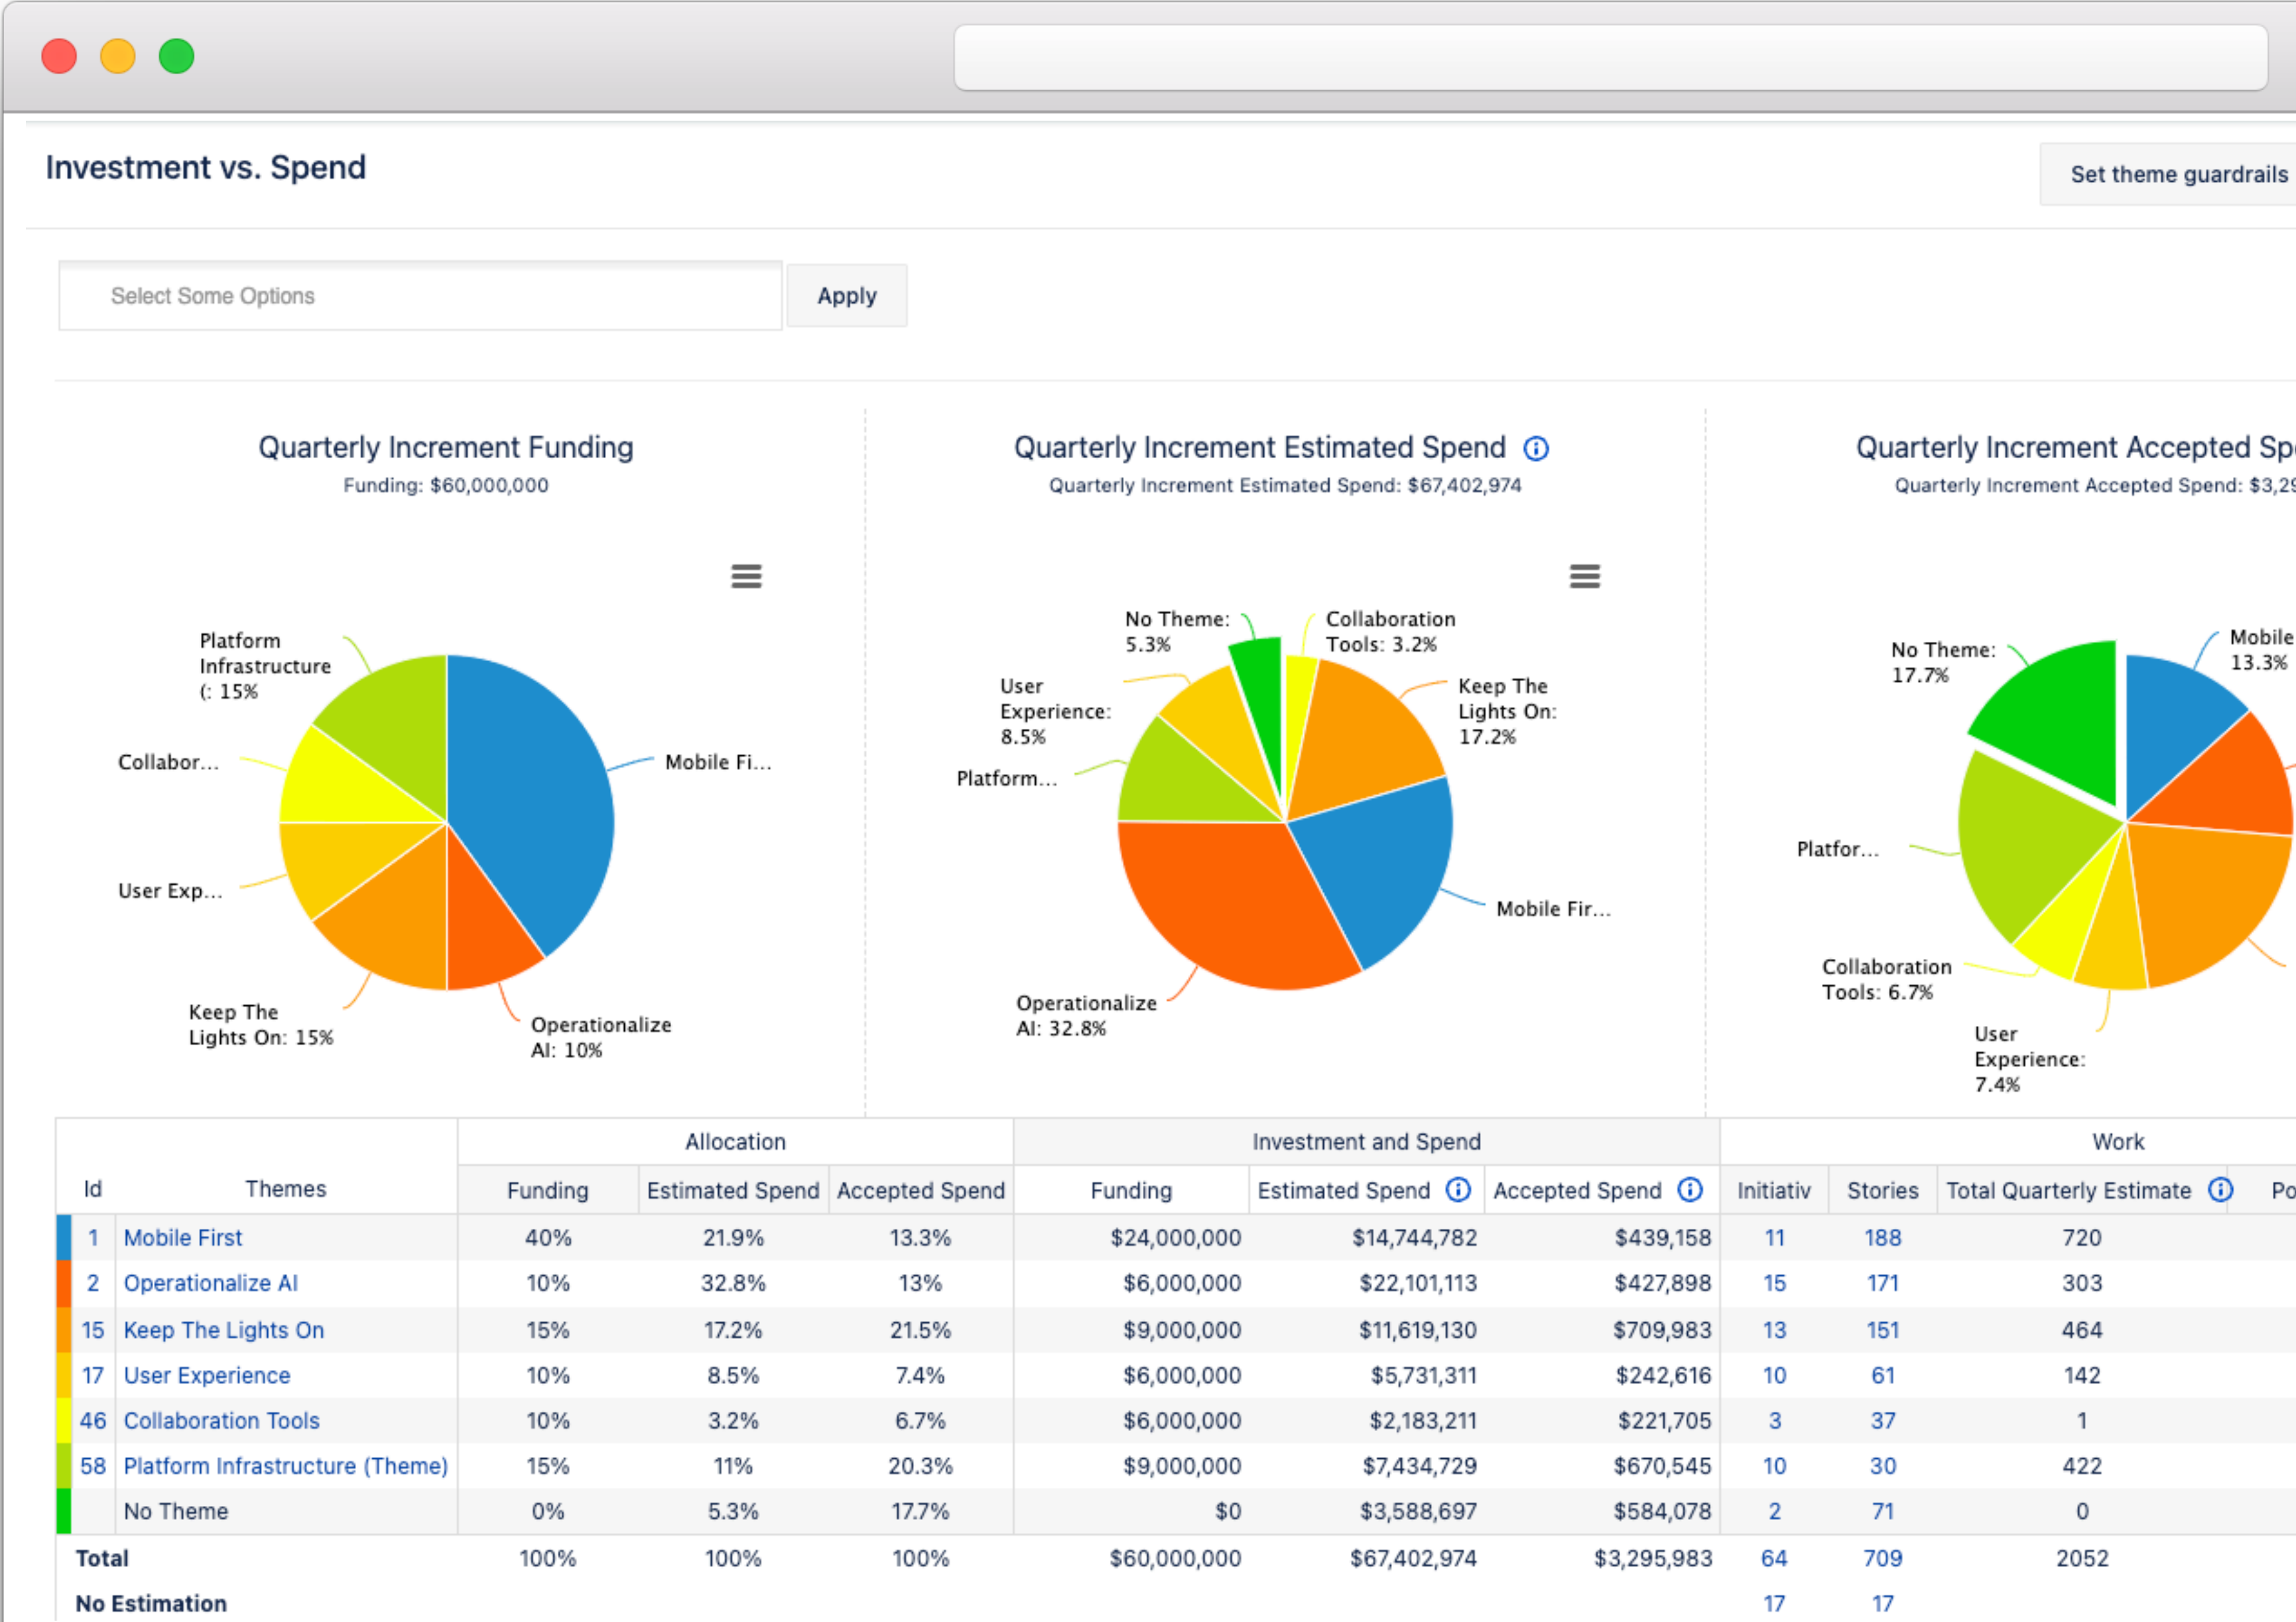 Investment vs. Spend
Set theme guardrails
Select Some Options
Apply
Quarterly Increment Funding
Funding: $60,000,000
Platform
Infrastructure
(: 15%
Collabor...
Mobile Fi...
User Exp...
Keep The
Lights On: 15%
Operationalize
AI: 10%
Quarterly Increment Estimated Spend
Quarterly Increment Estimated Spend: $67,402,974
No Theme:
5.3%
Collaboration
Tools: 3.2%
User
Experience:
8.5%
Keep The
Lights On:
17.2%
Platform...
Mobile Fir...
Operationalize
AI: 32.8%
Quarterly Increment Accepted Sp
Quarterly Increment Accepted Spend: $3,29
No Theme:
17.7%
Mobile
13.3%
Platfor...
Collaboration
Tools: 6.7%
User
Experience:
7.4%
Allocation Investment and Spend Work
Id Themes Funding Estimated Spend Accepted Spend Funding Estimated Spend Accepted Spend Initiativ Stories Total Quarterly Estimate Po
1 Mobile First 40% 21.9% 13.3% $24,000,000 $14,744,782 $439,158 11 188 720
2 Operationalize AI 10% 32.8% 13% $6,000,000 $22,101,113 $427,898 15 171 303
15 Keep The Lights On 15% 17.2% 21.5% $9,000,000 $11,619,130 $709,983 13 151 464
17 User Experience 10% 8.5% 7.4% $6,000,000 $5,731,311 $242,616 10 61 142
46 Collaboration Tools 10% 3.2% 6.7% $6,000,000 $2,183,211 $221,705 3 37 1
58 Platform Infrastructure (Theme) 15% 11% 20.3% $9,000,000 $7,434,729 $670,545 10 30 422
No Theme 0% 5.3% 17.7% $0 $3,588,697 $584,078 2 71 0
Total 100% 100% 100% $60,000,000 $67,402,974 $3,295,983 64 709 2052
No Estimation 17 17